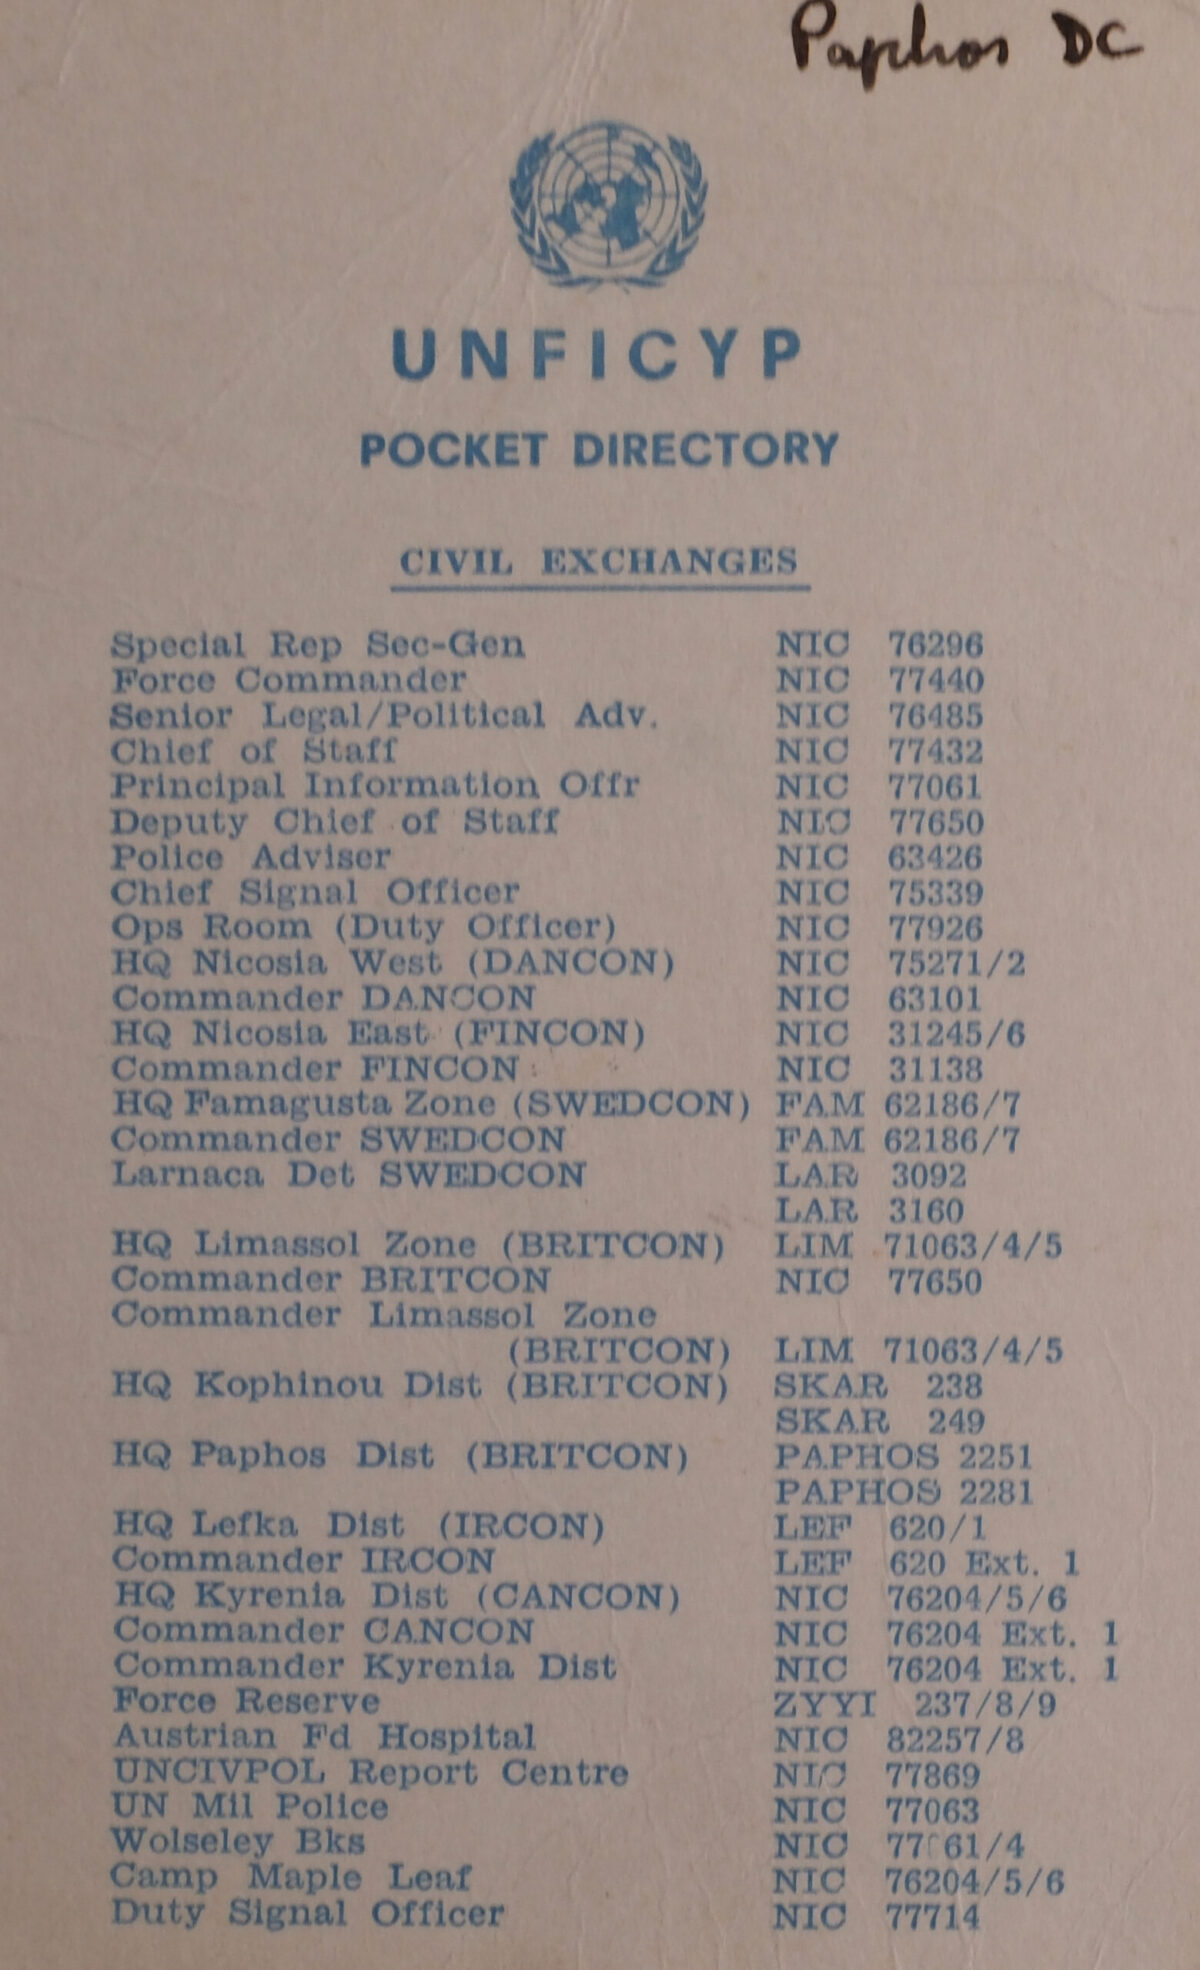 Paphos DC
UNFICYP
POCKET DIRECTORY
CIVIL EXCHANGES
Special Rep Sec-Gen NIC 76296
Force Commander NIC 77440
Senior Legal/Political Adv. NIC 76485
Chief of Staff NIC 77432
Principal Information Offr NIC 77061
Deputy Chief of Staff NIC 77650
Police Adviser NIC 63426
Chief Signal Officer NIC 75339
Ops Room (Duty Officer) NIC 77926
HQ Nicosia West (DANCON) NIC 75271/2
Commander DANCON NIC 63101
HQ Nicosia East (FINCON) NIC 31245/6
Commander FINCON NIC 31138
HQ Famagusta Zone (SWEDCON) FAM 62186/7
Commander SWEDCON FAM 62186/7
Larnaca Det SWEDCON LAR 3092
LAR 3160
HQ Limassol Zone (BRITCON) LIM 71063/4/5
Commander BRITCON NIC 77650
Commander Limassol Zone
(BRITCON) LIM 71063/4/5
HQ Kophinou Dist (BRITCON) SKAR 238
SKAR 249
HQ Paphos Dist (BRITCON) PAPHOS 2251
PAPHOS 2281
HQ Lefka Dist (IRCON) LEF 620/1
Commander IRCON LEF 620 Ext. 1
HQ Kyrenia Dist (CANCON) NIC 76204/5/6
Commander CANCON NIC 76204 Ext. 1
Commander Kyrenia Dist NIC 76204 Ext. 1
Force Reserve ZYYI 237/8/9
Austrian Fd Hospital NIC 82257/8
UNCIVPOL Report Centre NIC 77869
UN Mil Police NIC 77063
Wolseley Bks NIC
Camp Maple Leaf NIC 76204/5/6
Duty Signal Officer NIC 77714